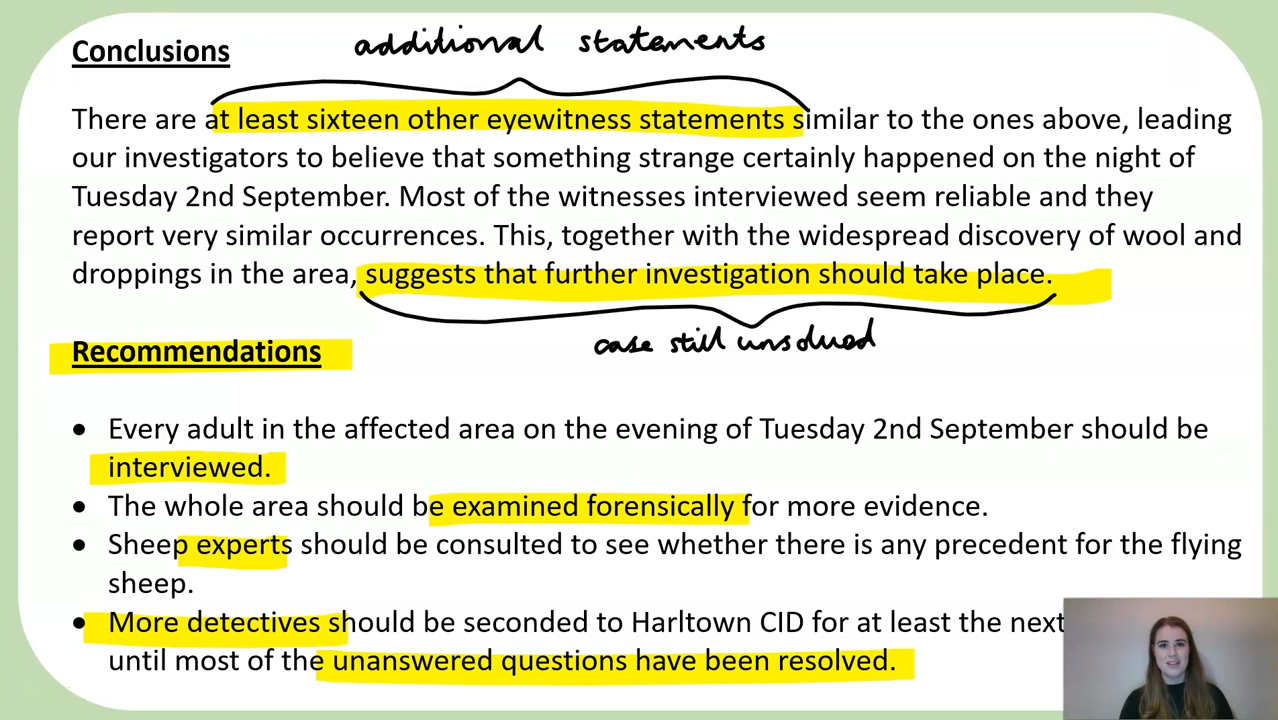 additional statements
Conclusions
There are at least sixteen other eyewitness statements similar to the ones above, leading
our investigators to believe that something strange certainly happened on the night of
Tuesday 2nd September. Most of the witnesses interviewed seem reliable and they
report very similar occurrences. This, together with the widespread discovery of wool and
droppings in the area, suggests that further investigation should take place.
case still unsolved
Recommendations
• Every adult in the affected area on the evening of Tuesday 2nd September should be
interviewed.
• The whole area should be examined forensically for more evidence.
• Sheep experts should be consulted to see whether there is any precedent for the flying
sheep.
• More detectives should be seconded to Harltown CID for at least the next
until most of the unanswered questions have been resolved.